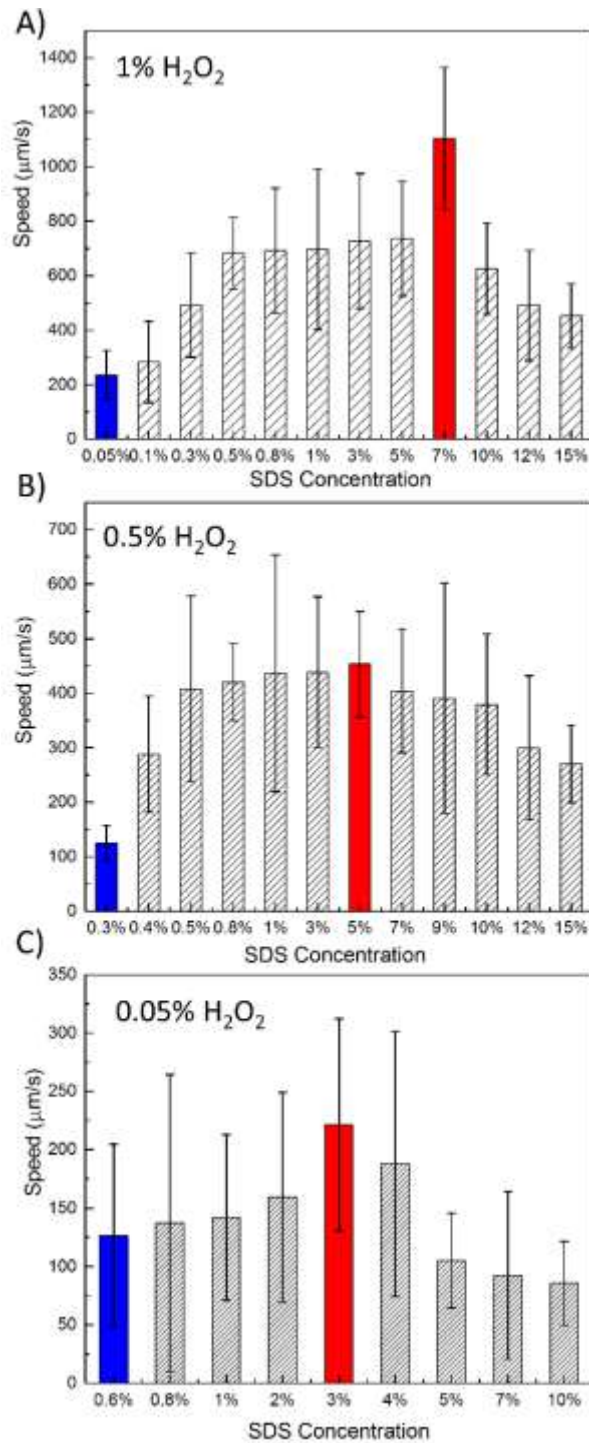 A)
1% H₂O₂
Speed (μm/s)
1400
1200
1000
800
600
400
200
0
0.05% 0.1% 0.3% 0.5% 0.8% 1% 3% 5% 7% 10% 12% 15%
SDS Concentration
B)
0.5% H₂O₂
Speed (μm/s)
700
600
500
400
300
200
100
0
0.3% 0.4% 0.5% 0.8% 1% 3% 5% 7% 9% 10% 12% 15%
SDS Concentration
C)
0.05% H₂O₂
Speed (μm/s)
350
300
250
200
150
100
50
0
0.6% 0.8% 1% 2% 3% 4% 5% 7% 10%
SDS Concentration